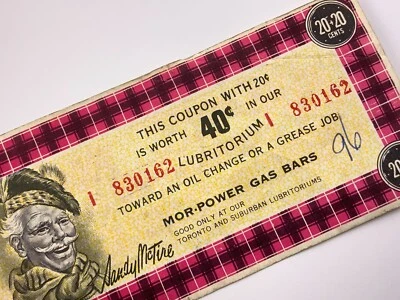 20·20
CENTS
THIS COUPON WITH 20¢
IS WORTH 40¢ IN OUR
I 830162 LUBRITORIUM I 830162
TOWARD AN OIL CHANGE OR A GREASE JOB
MOR-POWER GAS BARS
GOOD ONLY AT OUR
TORONTO AND SUBURBAN LUBRITORIUMS
96
Sandy McTire
20